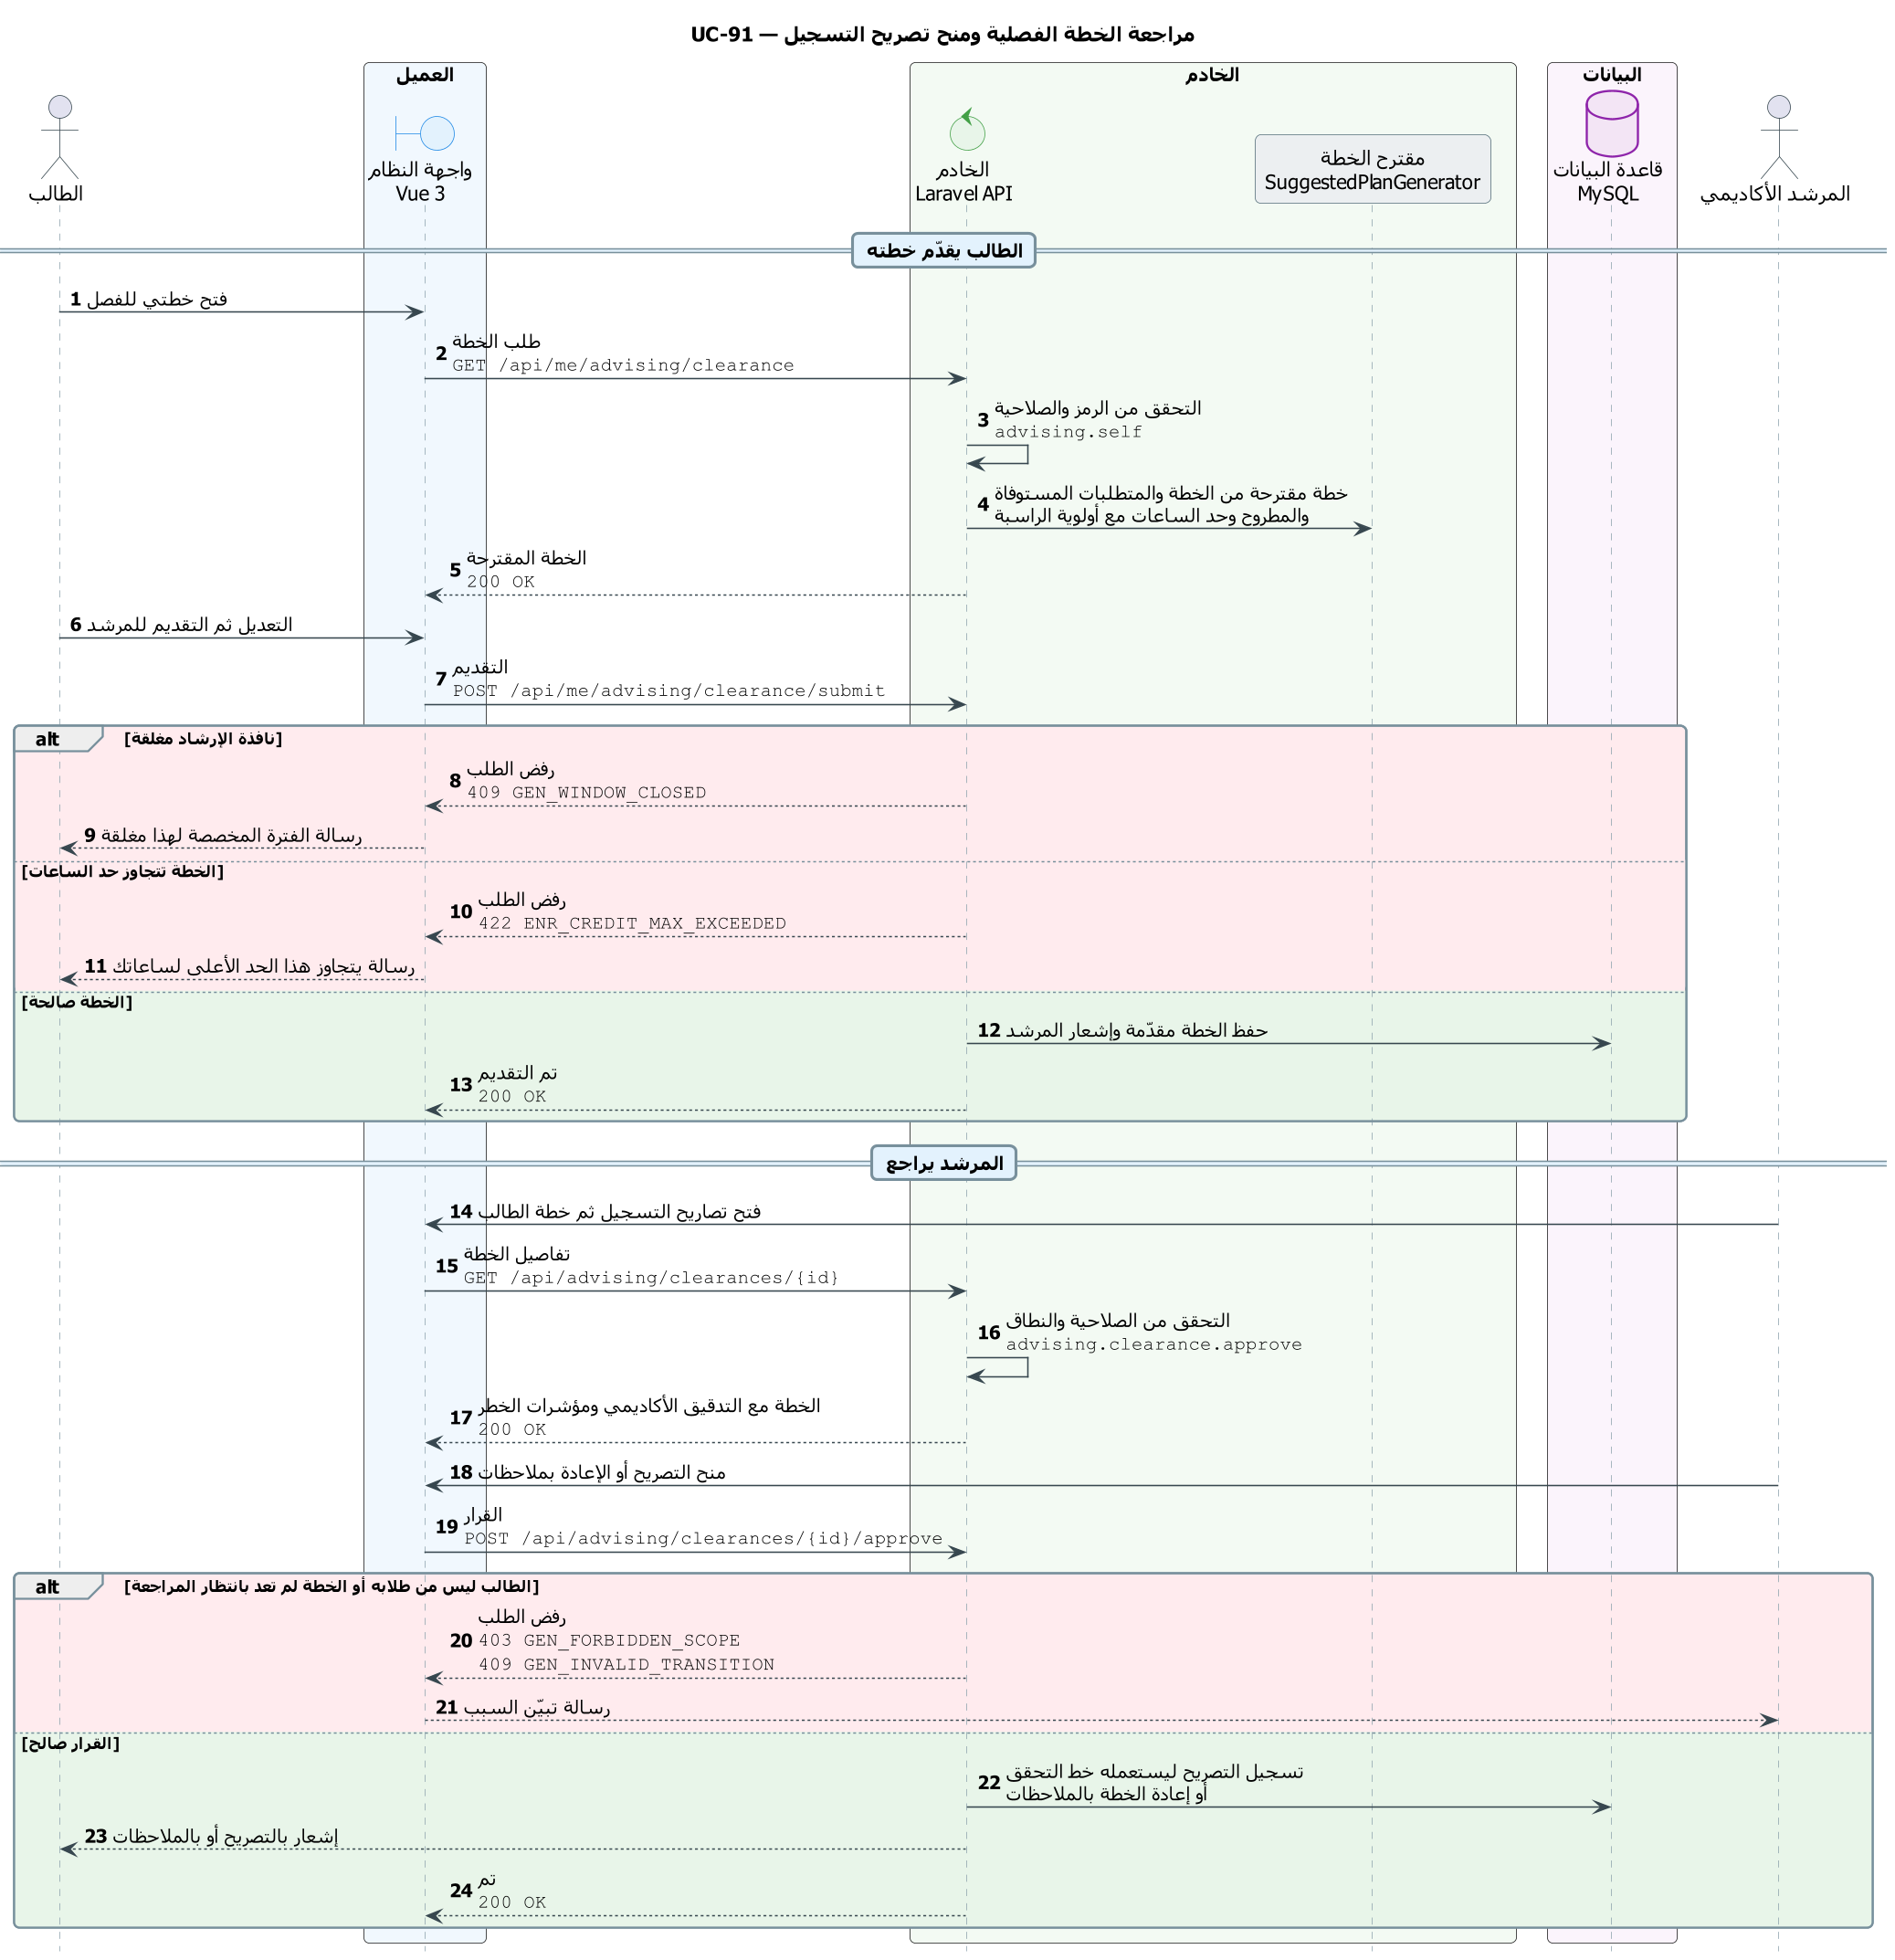 UC-91 — مراجعة الخطة الفصلية ومنح تصريح التسجيل
العميل
الخادم
البيانات
الطالب
واجهة النظام
Vue 3
الخادم
Laravel API
مقترح الخطة
SuggestedPlanGenerator
قاعدة البيانات
MySQL
المرشد الأكاديمي
الطالب يقدّم خطته
1 فتح خطتي للفصل
2 طلب الخطة
GET /api/me/advising/clearance
3 التحقق من الرمز والصلاحية
advising.self
4 خطة مقترحة من الخطة والمتطلبات المستوفاة
والمطروح وحد الساعات مع أولوية الراسبة
5 الخطة المقترحة
200 OK
6 التعديل ثم التقديم للمرشد
7 التقديم
POST /api/me/advising/clearance/submit
alt [نافذة الإرشاد مغلقة]
8 رفض الطلب
409 GEN_WINDOW_CLOSED
9 رسالة الفترة المخصصة لهذا مغلقة
[الخطة تتجاوز حد الساعات]
10 رفض الطلب
422 ENR_CREDIT_MAX_EXCEEDED
11 رسالة يتجاوز هذا الحد الأعلى لساعاتك
[الخطة صالحة]
12 حفظ الخطة مقدّمة وإشعار المرشد
13 تم التقديم
200 OK
المرشد يراجع
14 فتح تصاريح التسجيل ثم خطة الطالب
15 تفاصيل الخطة
GET /api/advising/clearances/{id}
16 التحقق من الصلاحية والنطاق
advising.clearance.approve
17 الخطة مع التدقيق الأكاديمي ومؤشرات الخطر
200 OK
18 منح التصريح أو الإعادة بملاحظات
19 القرار
POST /api/advising/clearances/{id}/approve
alt [الطالب ليس من طلابه أو الخطة لم تعد بانتظار المراجعة]
20 رفض الطلب
403 GEN_FORBIDDEN_SCOPE
409 GEN_INVALID_TRANSITION
21 رسالة تبيّن السبب
[القرار صالح]
22 تسجيل التصريح ليستعمله خط التحقق
أو إعادة الخطة بالملاحظات
23 إشعار بالتصريح أو بالملاحظات
24 تم
200 OK